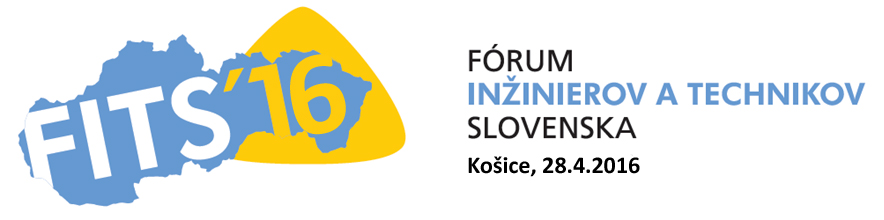 FITS'16
FÓRUM
INŽINIEROV A TECHNIKOV
SLOVENSKA
Košice, 28.4.2016